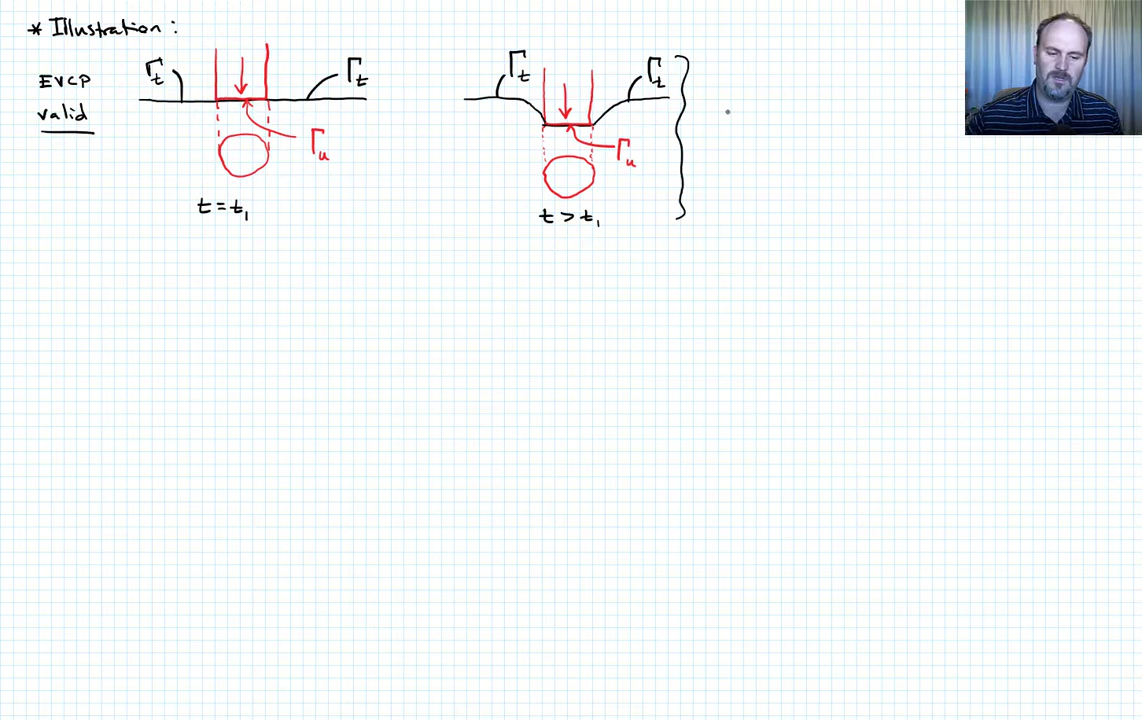 * Illustration:
EVCP
valid
Γt
Γt
Γu
t = t1
Γt
Γt
Γu
t > t1